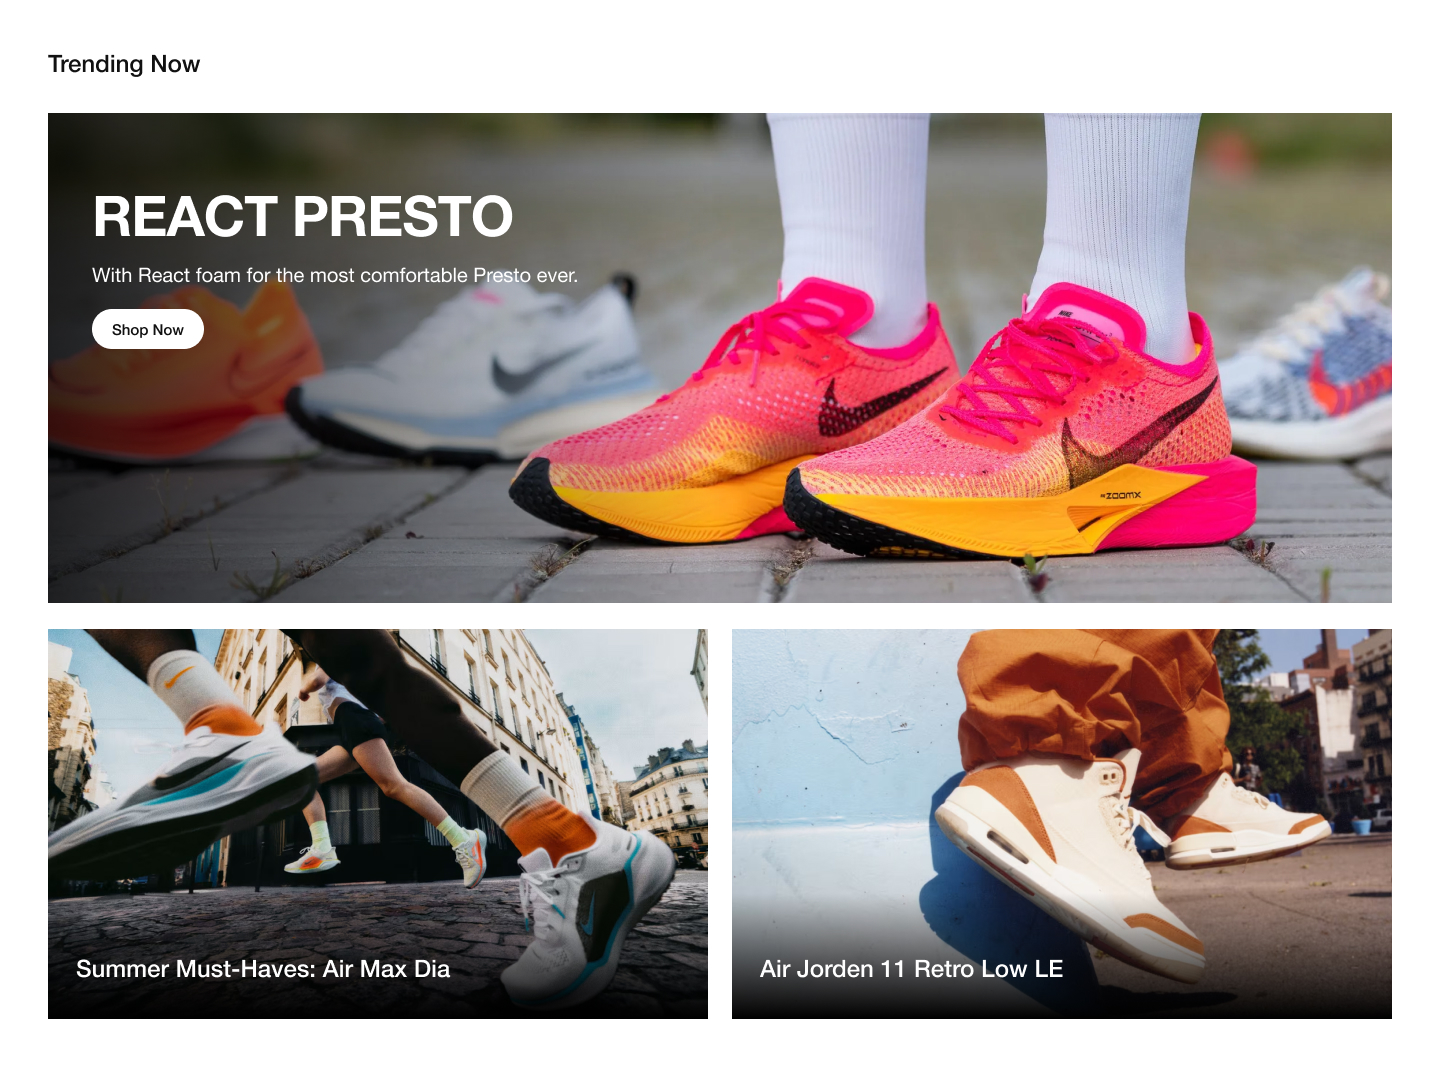 Trending Now
REACT PRESTO
With React foam for the most comfortable Presto ever.
Shop Now
NIKE
ZOOMX
Summer Must-Haves: Air Max Dia
Air Jorden 11 Retro Low LE